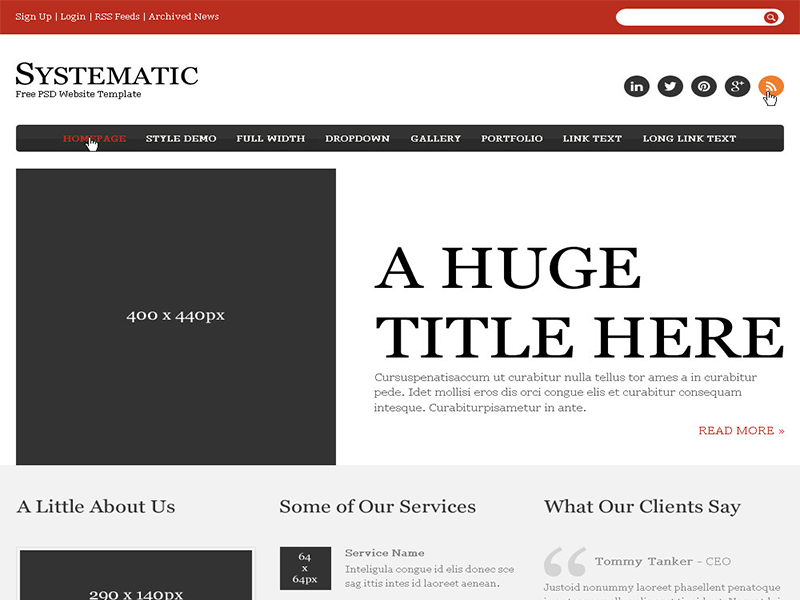 Sign Up | Login | RSS Feeds | Archived News
SYSTEMATIC
Free PSD Website Template
in
g+
HOMEPAGE STYLE DEMO FULL WIDTH DROPDOWN GALLERY PORTFOLIO LINK TEXT LONG LINK TEXT
400 x 440px
A HUGE
TITLE HERE
Cursuspenatisaccum ut curabitur nulla tellus tor ames a in curabitur
pede. Idet mollisi eros dis orci congue elis et curabitur consequam
intesque. Curabiturpisametur in ante.
READ MORE »
A Little About Us
290 x 140px
Some of Our Services
64
x
64px
Service Name
Inteligula congue id elis donec sce
sag ittis intes id laoreet aenean.
What Our Clients Say
“ Tommy Tanker - CEO
Justoid nonummy laoreet phasellent penatoque